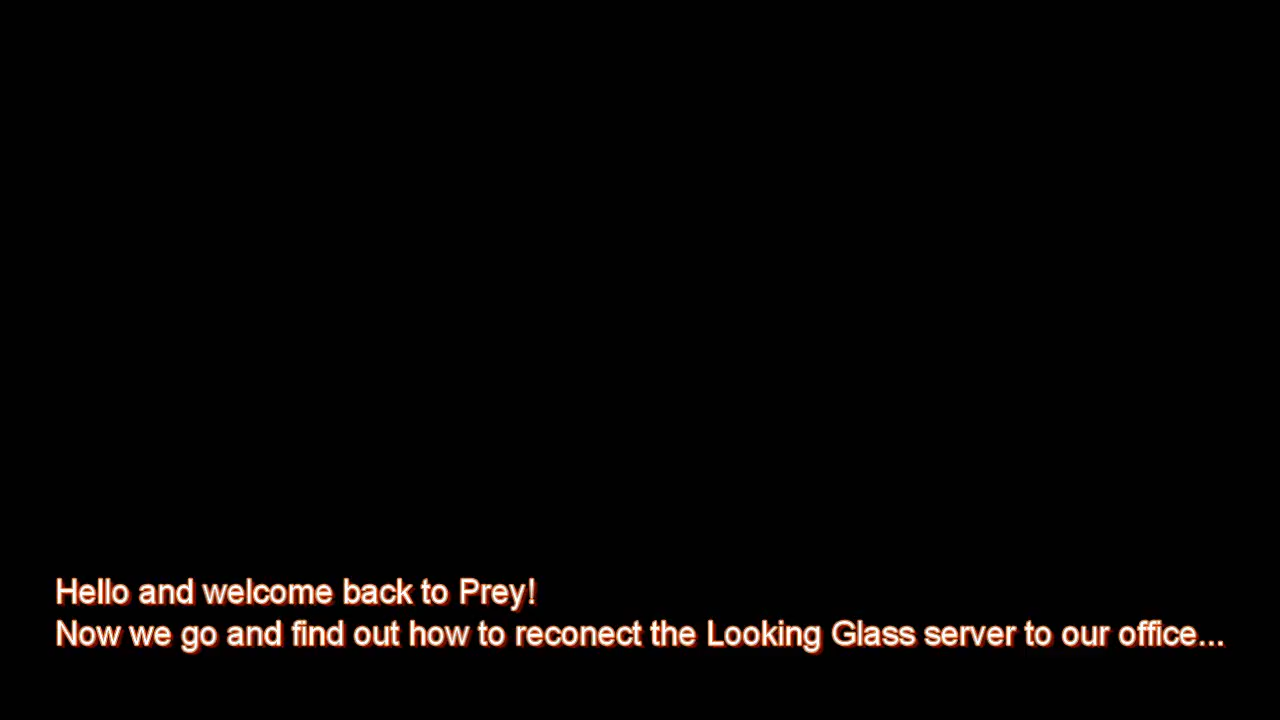 Hello and welcome back to Prey!
Now we go and find out how to reconect the Looking Glass server to our office...